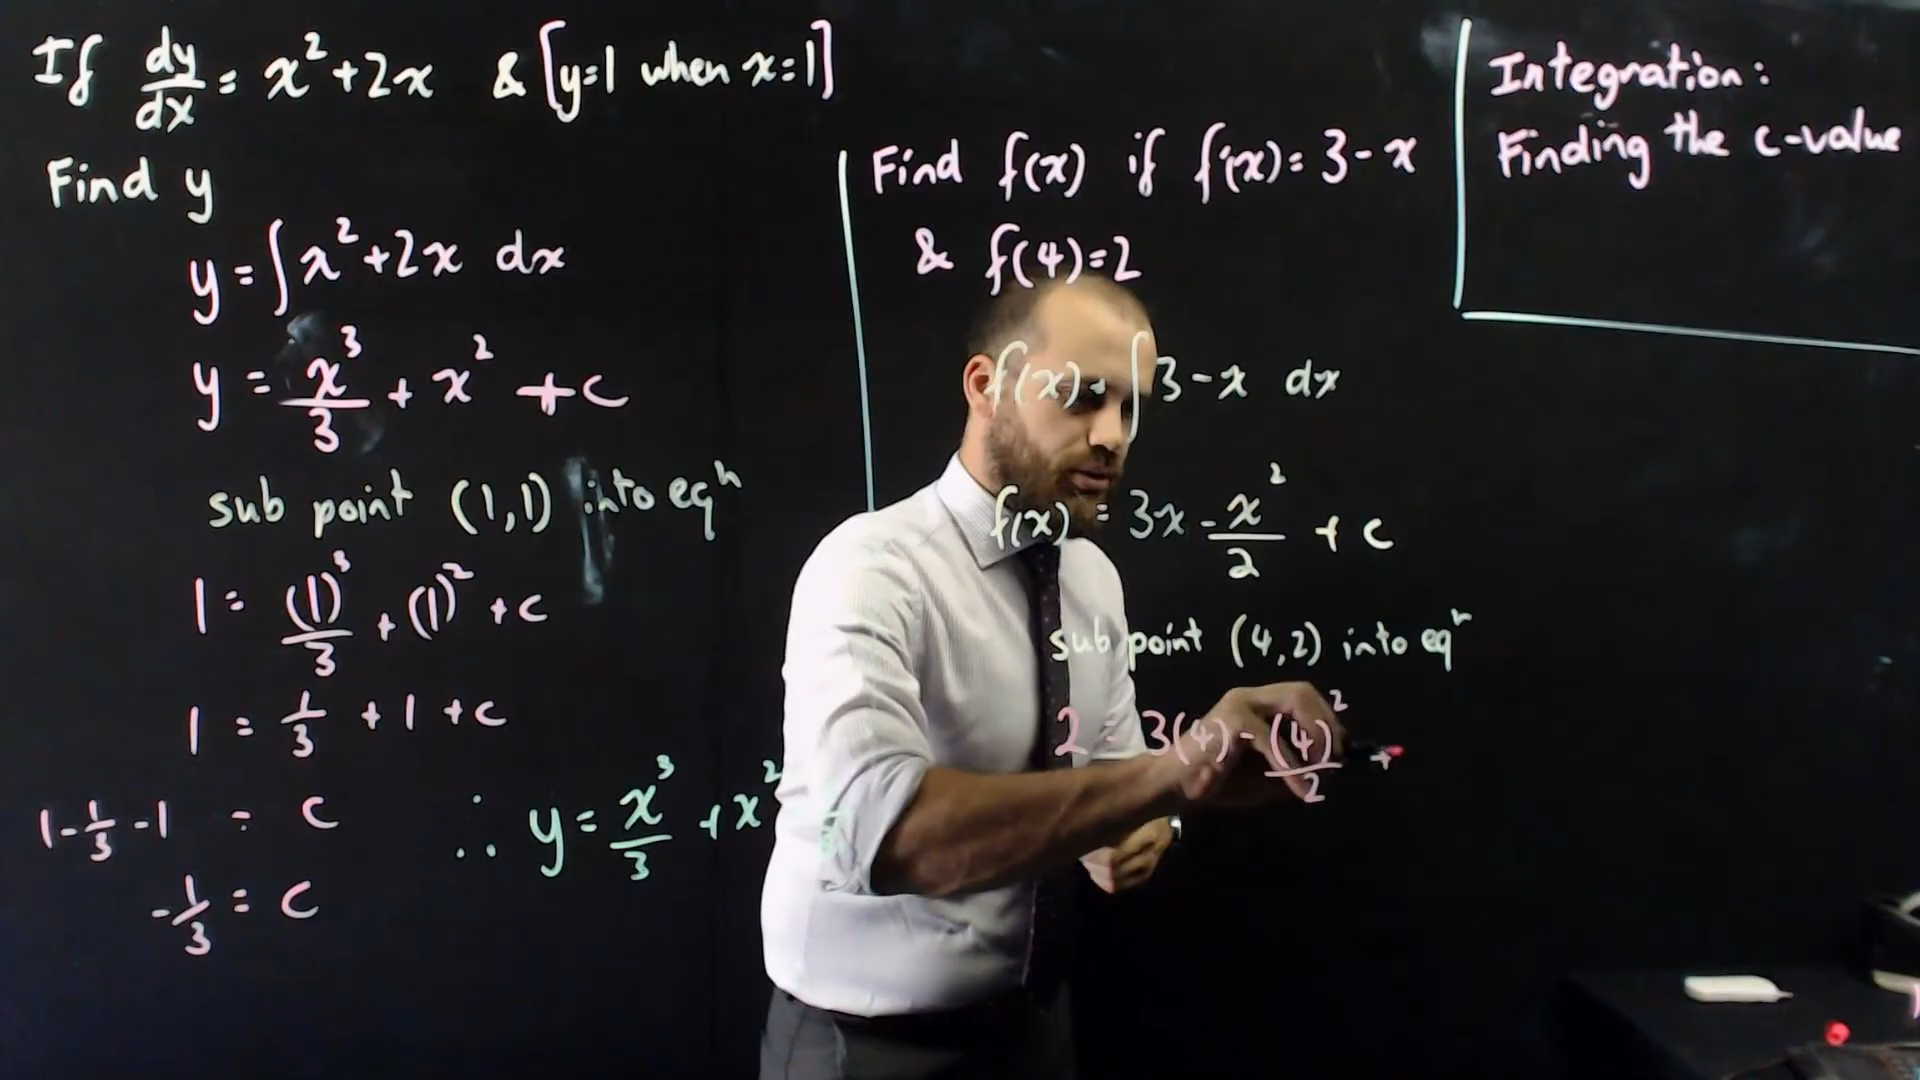 If dy/dx = x² + 2x & [y=1 when x=1]
Find y
y = ∫ x² + 2x dx
y = x³/3 + x² + c
sub point (1,1) into eqⁿ
1 = (1)³/3 + (1)² + c
1 = 1/3 + 1 + c
1 - 1/3 - 1 = c
-1/3 = c
∴ y = x³/3 + x²
Find f(x) if f'(x) = 3 - x
& f(4) = 2
f(x) = ∫ 3 - x dx
f(x) = 3x - x²/2 + c
sub point (4,2) into eqⁿ
2 = 3(4) - (4)²/2 +
Integration:
Finding the c-value